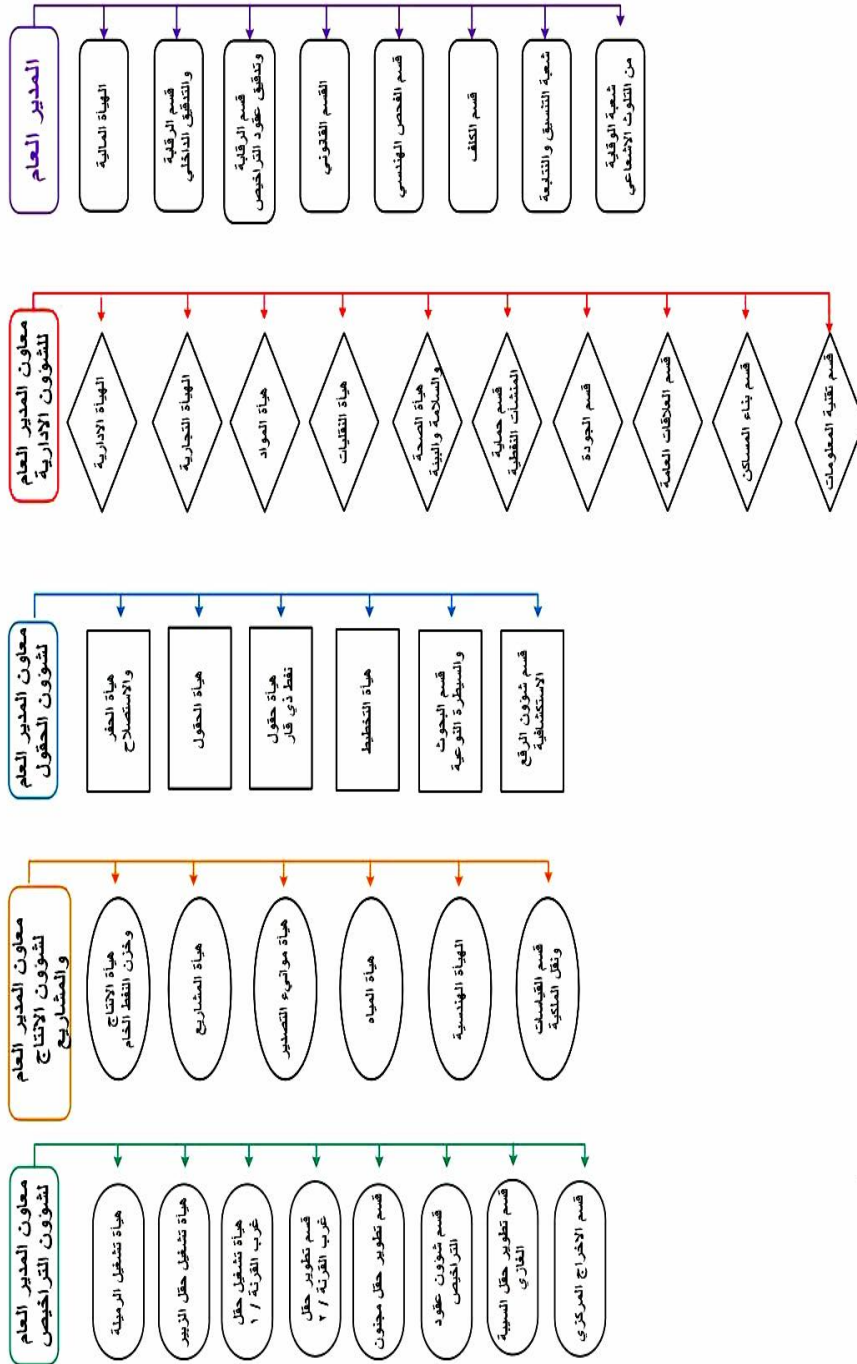 المدير العام
الهيأة المالية
قسم الرقابة
والتدقيق الداخلي
قسم الرقابة
وتدقيق عقود التراخيص
القسم القانوني
قسم الفحص الهندسي
قسم الكلف
شعبة التنسيق والمتابعة
شعبة الوقاية
من التلوث الاشعاعي
معاون المدير العام
للشؤون الادارية
الهيأة الادارية
الهيأة التجارية
هيأة المواد
هيأة النقليات
هيأة الصحة
والسلامة والبيئة
قسم حماية
المنشآت النفطية
قسم الجودة
قسم العلاقات العامة
قسم بناء المساكن
قسم تقنية المعلومات
معاون المدير العام
لشؤون الحقول
هيأة الحفر
والاستصلاح
هيأة الحقول
هيأة حقول
نفط ذي قار
هيأة التخطيط
قسم البحوث
والسيطرة النوعية
قسم شؤون الرقع
الاستكشافية
معاون المدير العام
لشؤون الانتاج
والمشاريع
هيأة الانتاج
وخزن النفط الخام
هيأة المشاريع
هيأة موانيء التصدير
هيأة المياه
الهيأة الهندسية
قسم القياسات
ونقل الملكية
معاون المدير العام
لشؤون التراخيص
هيأة تشغيل الرميلة
هيأة تشغيل حقل الزبير
هيأة تشغيل حقل
غرب القرنة / ١
قسم تطوير حقل
غرب القرنة / ٢
قسم تطوير حقل مجنون
قسم شؤون عقود
التراخيص
قسم تطوير حقل السيبة
الغازي
قسم الاخراج المركزي